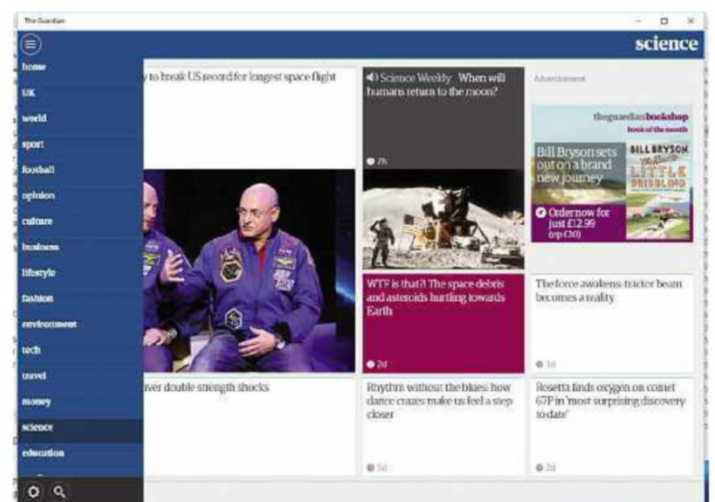 The Guardian
science
home
UK
world
sport
football
opinion
culture
business
lifestyle
fashion
environment
tech
travel
money
science
education
y to break US record for longest space flight
Science Weekly When will
humans return to the moon?
7h
Advertisement
theguardianbookshop
book of the month
Bill Bryson sets
out on a brand
new journey
Order now for
just £12.99
(rrp £20)
BILL BRYSON
LITTLE
DRIBBLING
WTF is that?! The space debris
and asteroids hurtling towards
Earth
2d
The force awakens: tractor beam
becomes a reality
3d
iver double strength shocks
Rhythm without the blues: how
dance crazes make us feel a step
closer
3d
Rosetta finds oxygen on comet
67P in 'most surprising discovery
to date'
3d